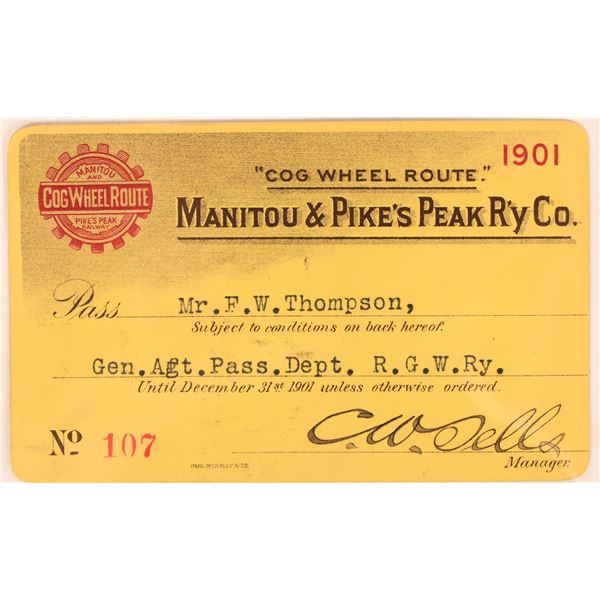 1901
MANITOU
AND
COG WHEEL ROUTE
PIKE'S PEAK
RAILWAY
"COG WHEEL ROUTE."
MANITOU & PIKE'S PEAK R'Y CO.
Pass Mr.F.W.Thompson,
Subject to conditions on back hereof.
Gen.Agt.Pass.Dept. R.G.W.Ry.
Until December 31st 1901 unless otherwise ordered.
No 107
C.W. Sells
Manager.
RAND, MCNALLY & CO.